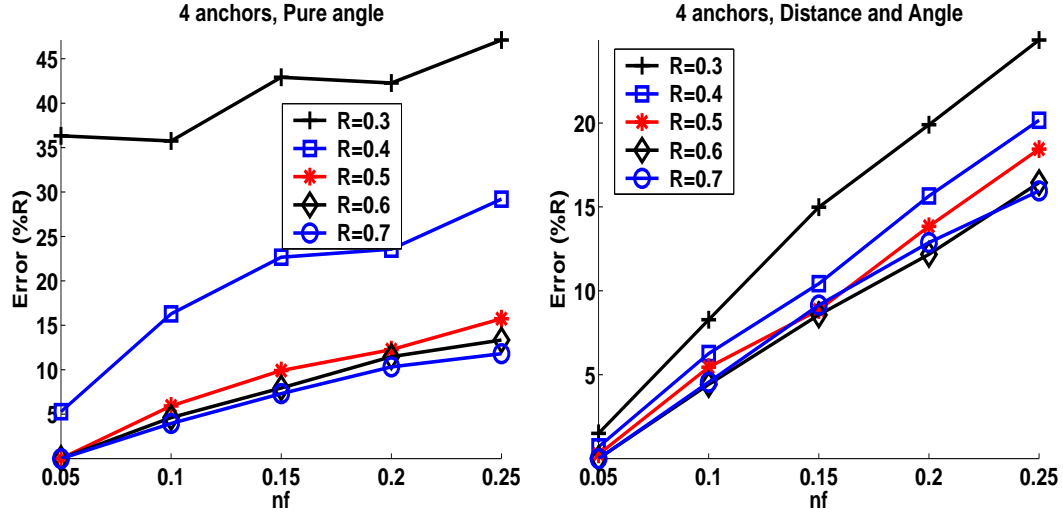 4 anchors, Pure angle
Error (%R)
45
40
35
30
25
20
15
10
5
0.05
0.1
0.15
0.2
0.25
nf
R=0.3
R=0.4
R=0.5
R=0.6
R=0.7
4 anchors, Distance and Angle
Error (%R)
20
15
10
5
0.05
0.1
0.15
0.2
0.25
nf
R=0.3
R=0.4
R=0.5
R=0.6
R=0.7